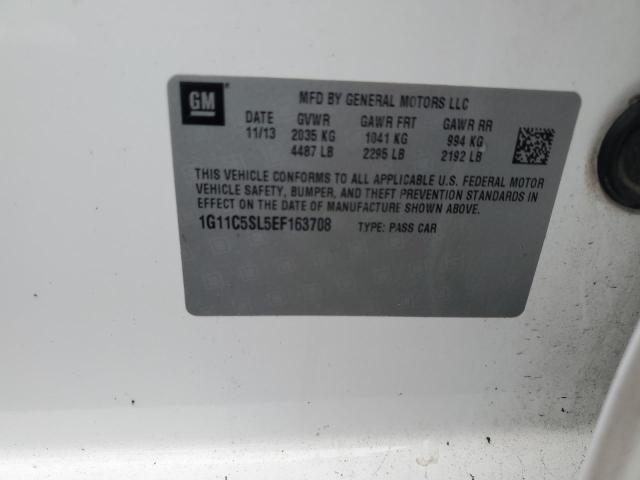 GM
MFD BY GENERAL MOTORS LLC
DATE GVWR GAWR FRT GAWR RR
11/13 2035 KG 1041 KG 994 KG
4487 LB 2295 LB 2192 LB
THIS VEHICLE CONFORMS TO ALL APPLICABLE U.S. FEDERAL MOTOR
VEHICLE SAFETY, BUMPER, AND THEFT PREVENTION STANDARDS IN
EFFECT ON THE DATE OF MANUFACTURE SHOWN ABOVE.
1G11C5SL5EF163708 TYPE: PASS CAR